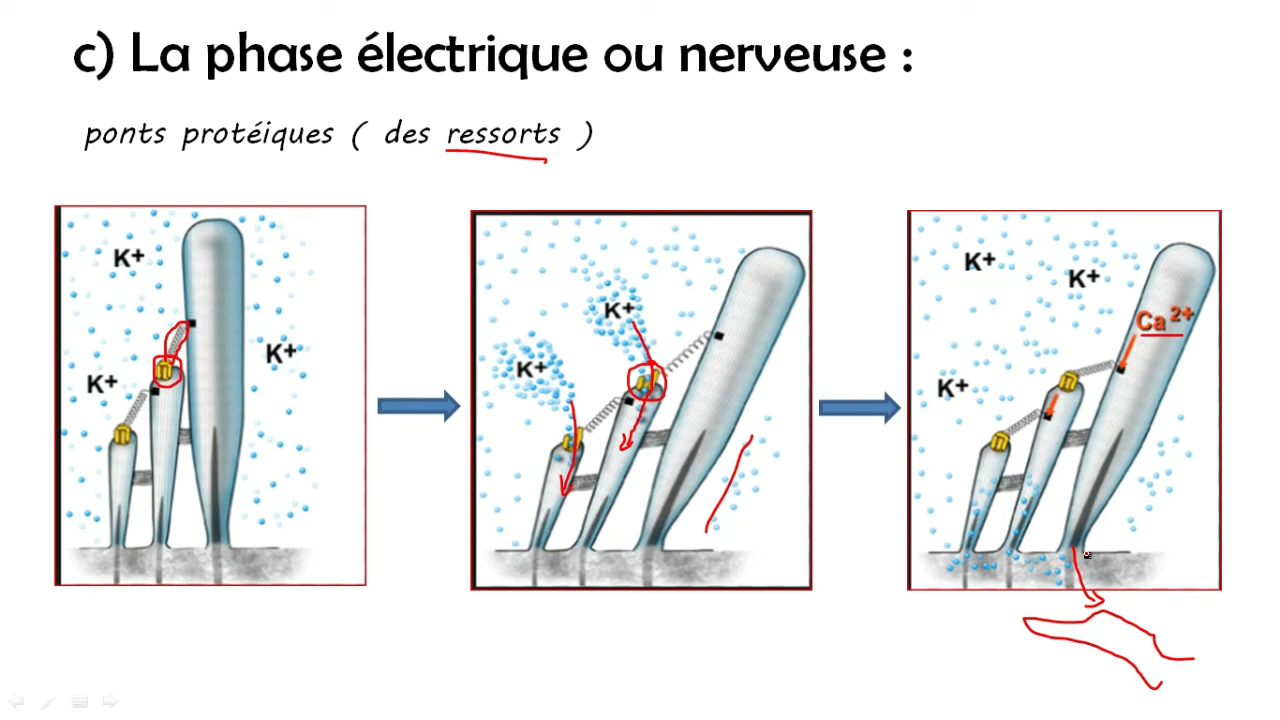 c) La phase électrique ou nerveuse :
ponts protéiques ( des ressorts )
K+
K+
K+
K+
K+
K+
K+
K+
Ca 2+